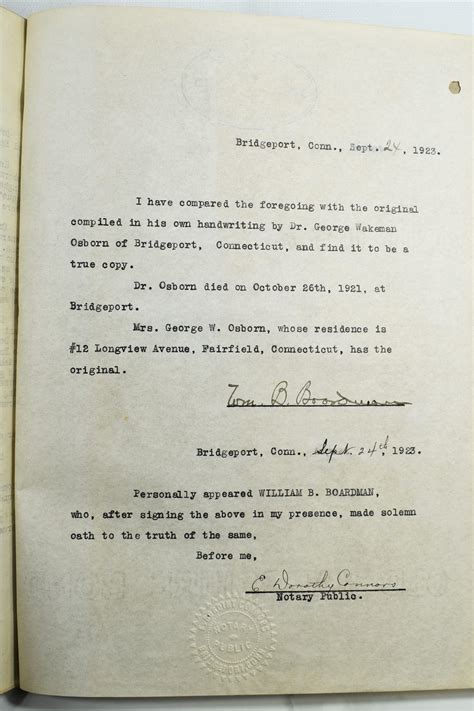 Bridgeport, Conn., Sept. 24, 1923.
I have compared the foregoing with the original
compiled in his own handwriting by Dr. George Wakeman
Osborn of Bridgeport, Connecticut, and find it to be a
true copy.
Dr. Osborn died on October 26th, 1921, at
Bridgeport.
Mrs. George W. Osborn, whose residence is
#12 Longview Avenue, Fairfield, Connecticut, has the
original.
Wm. B. Boardman
Bridgeport, Conn., Sept. 24th, 1923.
Personally appeared WILLIAM B. BOARDMAN,
who, after signing the above in my presence, made solemn
oath to the truth of the same,
Before me,
E. Dorothy Connors
Notary Public.
NOTARY
PUBLIC